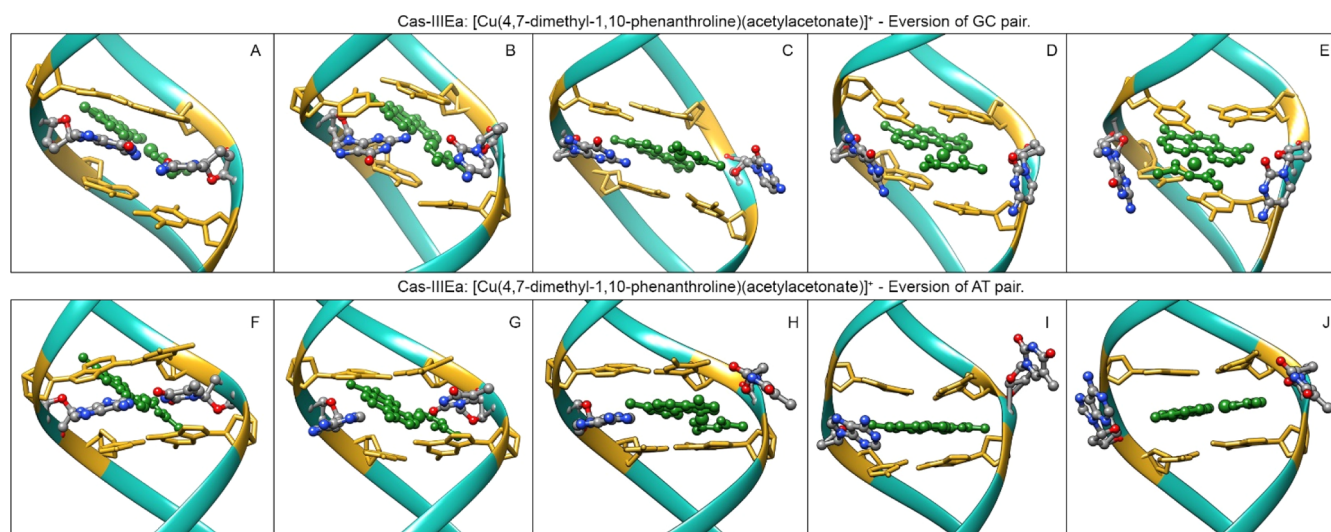 Cas-IIIEa: [Cu(4,7-dimethyl-1,10-phenanthroline)(acetylacetonate)]⁺ - Eversion of GC pair.
A B C D E
Cas-IIIEa: [Cu(4,7-dimethyl-1,10-phenanthroline)(acetylacetonate)]⁺ - Eversion of AT pair.
F G H I J